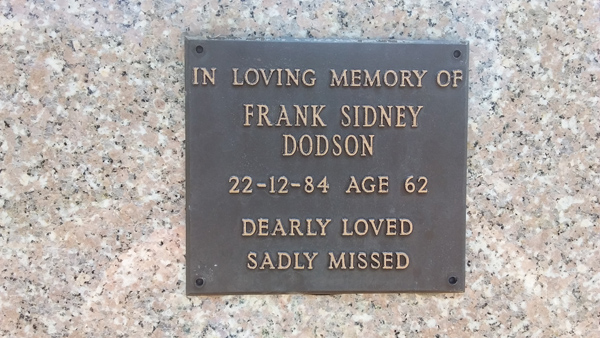 IN LOVING MEMORY OF
FRANK SIDNEY
DODSON
22-12-84 AGE 62
DEARLY LOVED
SADLY MISSED